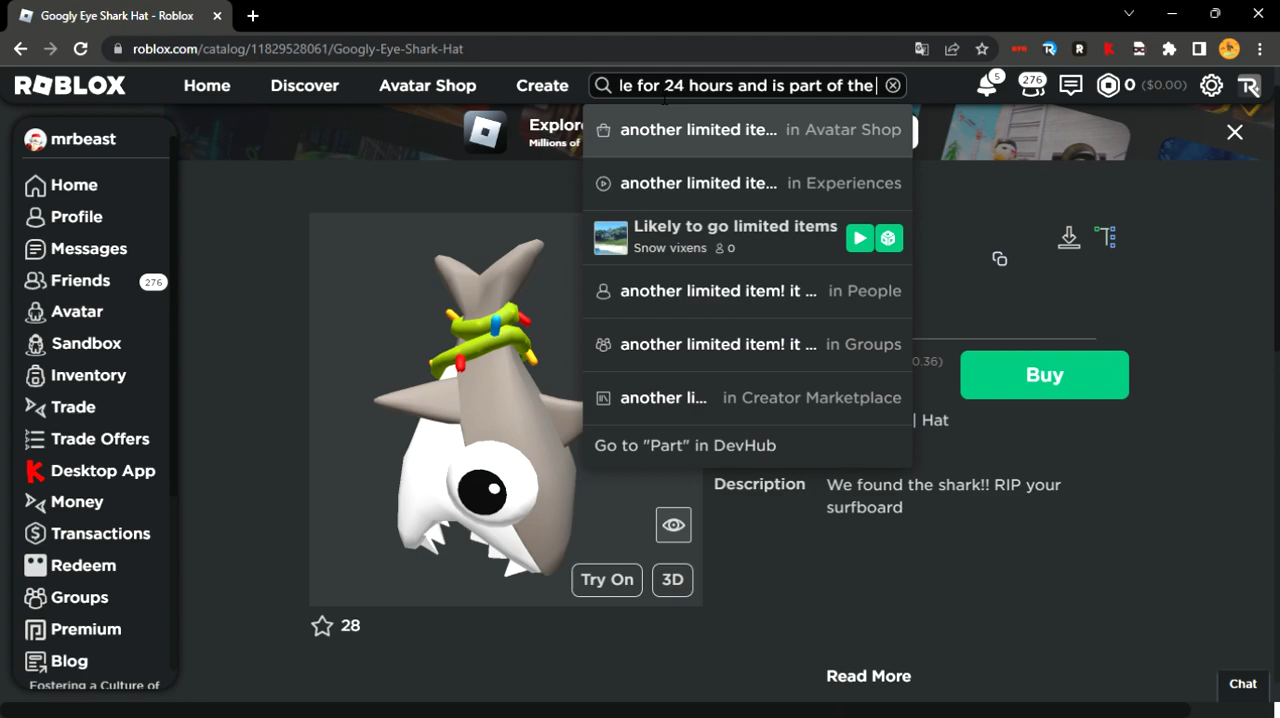 Googly Eye Shark Hat - Roblox
roblox.com/catalog/11829528061/Googly-Eye-Shark-Hat
ROBLOX
Home
Discover
Avatar Shop
Create
le for 24 hours and is part of the
5
276
0
($0.00)
mrbeast
Home
Profile
Messages
Friends
276
Avatar
Sandbox
Inventory
Trade
Trade Offers
Desktop App
Money
Transactions
Redeem
Groups
Premium
Blog
Fostering a Culture of
Explore
Millions of
another limited ite... in Avatar Shop
another limited ite... in Experiences
Likely to go limited items
Snow vixens 0
another limited item! it ... in People
another limited item! it ... in Groups
another li... in Creator Marketplace
Go to "Part" in DevHub
0.36)
Buy
| Hat
Description
We found the shark!! RIP your
surfboard
Try On
3D
28
Read More
Chat